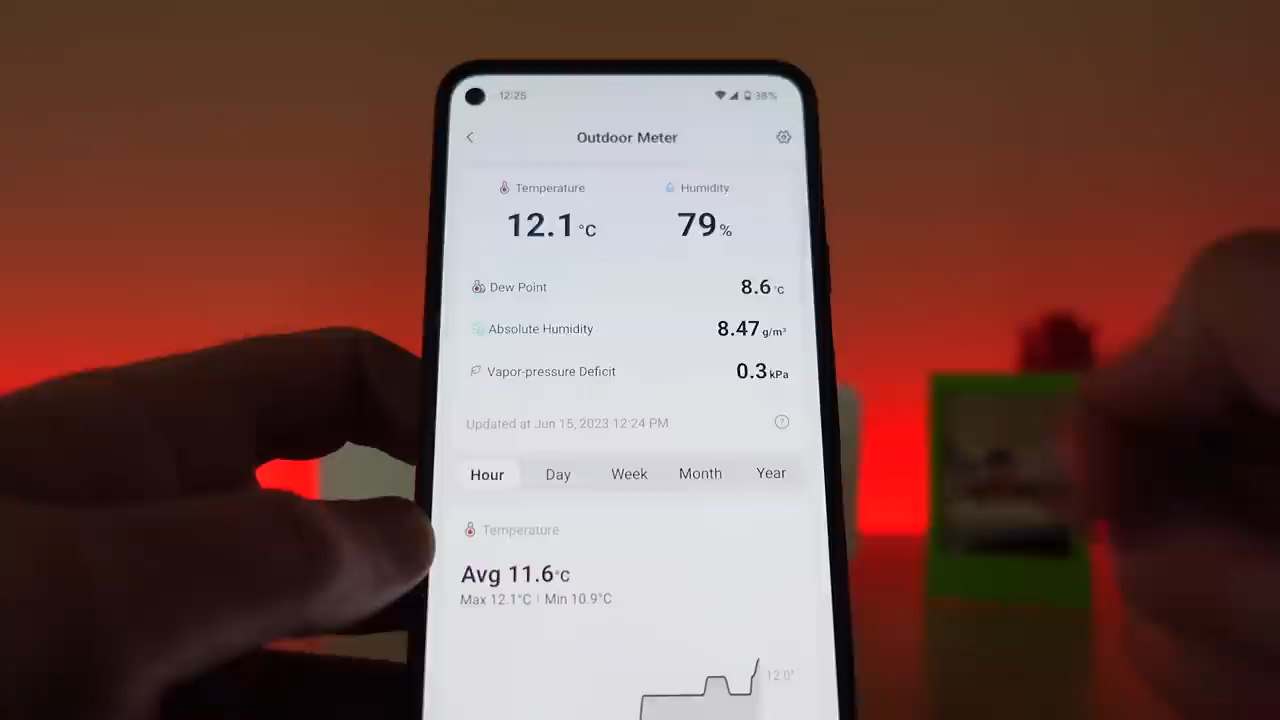 12:25 38%
Outdoor Meter
Temperature Humidity
12.1°C 79%
Dew Point 8.6°C
Absolute Humidity 8.47g/m³
Vapor-pressure Deficit 0.3kPa
Updated at Jun 15, 2023 12:24 PM ?
Hour Day Week Month Year
Temperature
Avg 11.6°C
Max 12.1°C | Min 10.9°C
12.0°